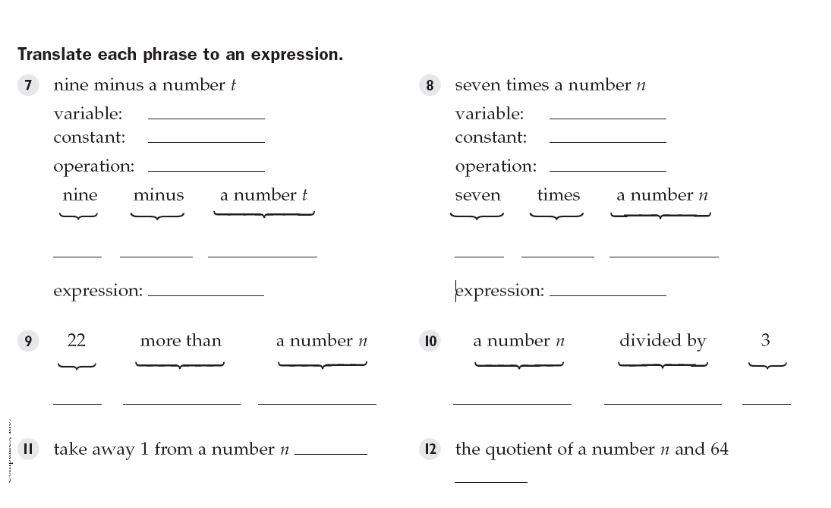 Translate each phrase to an expression.
7 nine minus a number t
variable:
constant:
operation:
nine minus a number t
expression:
8 seven times a number n
variable:
constant:
operation:
seven times a number n
expression:
9 22 more than a number n
10 a number n divided by 3
11 take away 1 from a number n
12 the quotient of a number n and 64